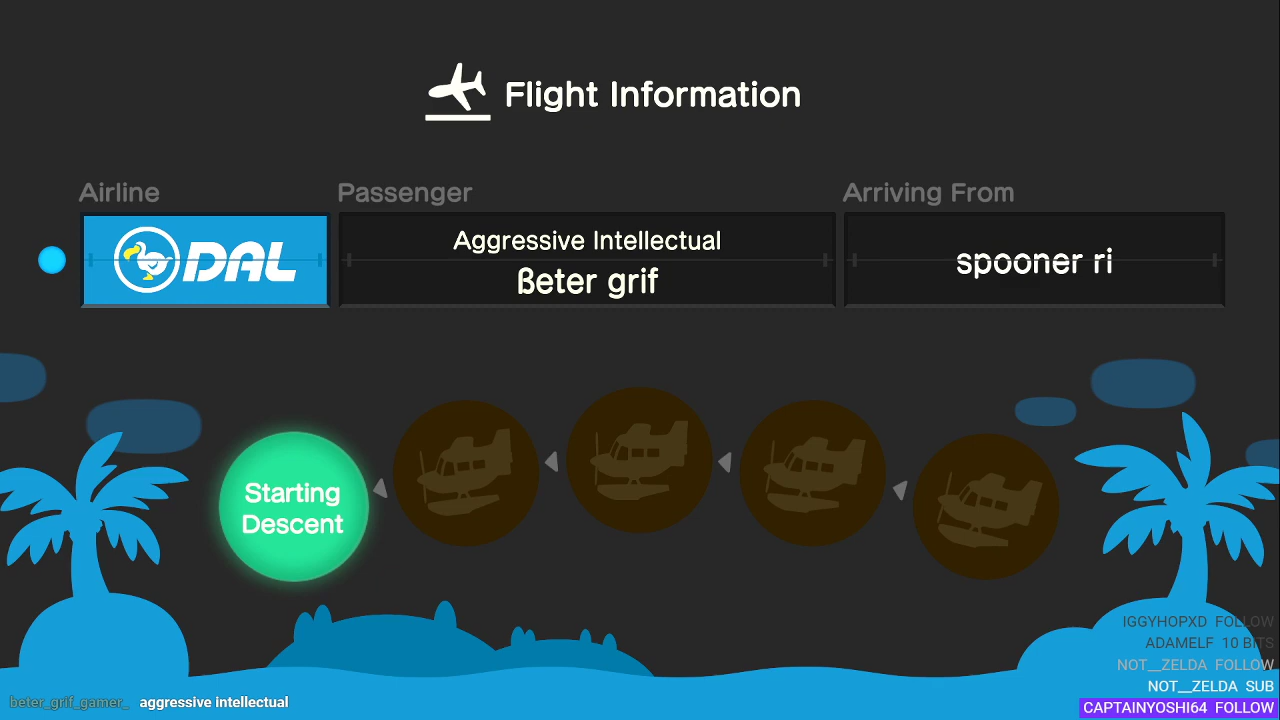 Flight Information
Airline
Passenger
Arriving From
DAL
Aggressive Intellectual
ßeter grif
spooner ri
Starting
Descent
IGGYHOPXD FOLLOW
ADAMELF 10 BITS
NOT__ZELDA FOLLOW
NOT__ZELDA SUB
CAPTAINYOSHI64 FOLLOW
beter_grif_gamer_ aggressive intellectual